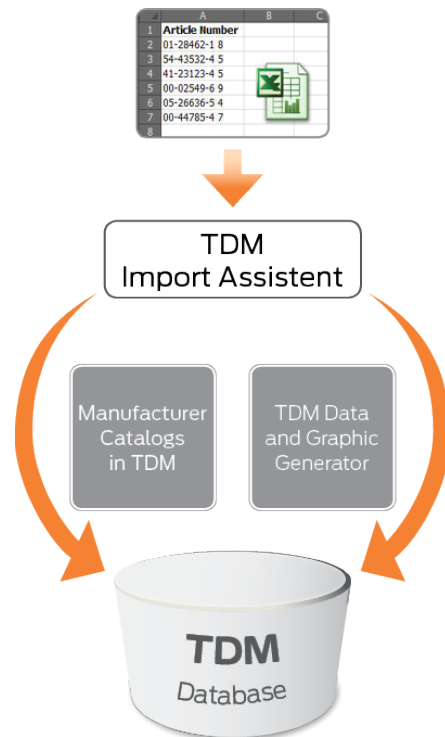 A B C
1 Article Number
2 01-28462-1 8
3 54-43532-4 5
4 41-23123-4 5
5 00-02549-6 9
6 05-26636-5 4
7 00-44785-4 7
8
TDM
Import Assistent
Manufacturer
Catalogs
in TDM
TDM Data
and Graphic
Generator
TDM
Database